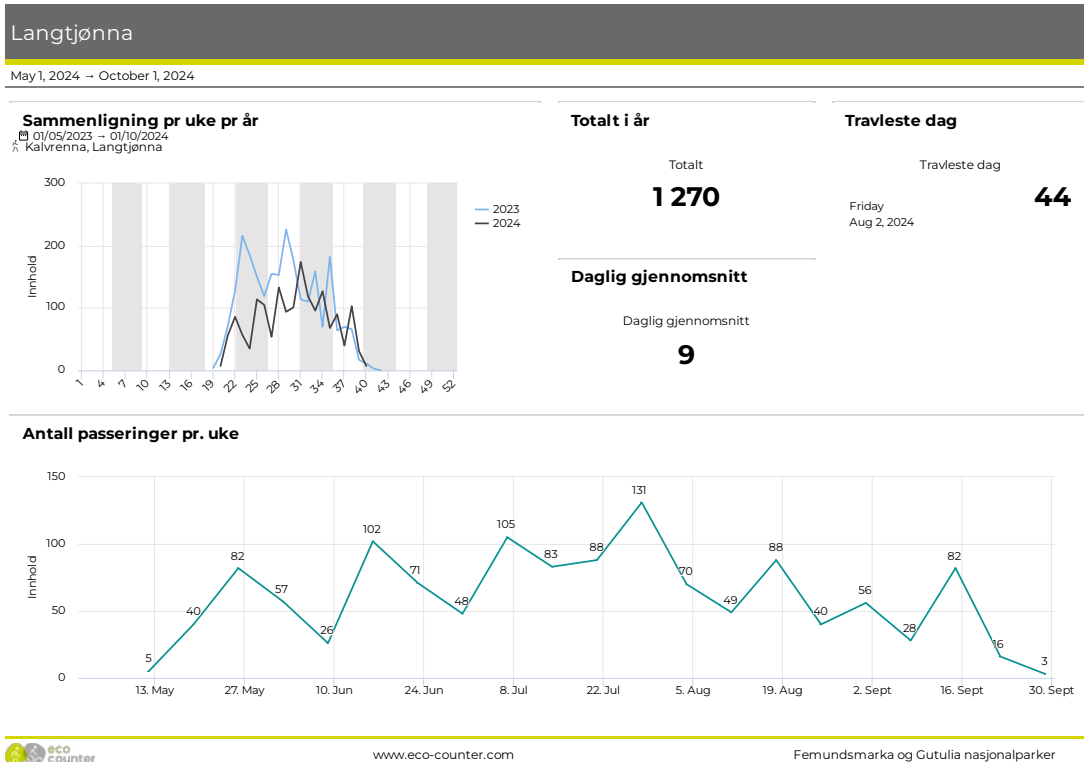 Langtjønna
May 1, 2024 → October 1, 2024
Sammenligning pr uke pr år
01/05/2023 → 01/10/2024
Kalvrenna, Langtjønna
Innhold
300
200
100
0
1 4 7 10 13 16 19 22 25 28 31 34 37 40 43 46 49 52
2023
2024
Totalt i år
Totalt
1 270
Travleste dag
Travleste dag
44
Friday
Aug 2, 2024
Daglig gjennomsnitt
Daglig gjennomsnitt
9
Antall passeringer pr. uke
Innhold
150
100
50
0
5 40 82 57 26 102 71 48 105 83 88 131 70 49 88 40 56 28 82 16 3
13. May 27. May 10. Jun 24. Jun 8. Jul 22. Jul 5. Aug 19. Aug 2. Sept 16. Sept 30. Sept
eco
counter
www.eco-counter.com
Femundsmarka og Gutulia nasjonalparker